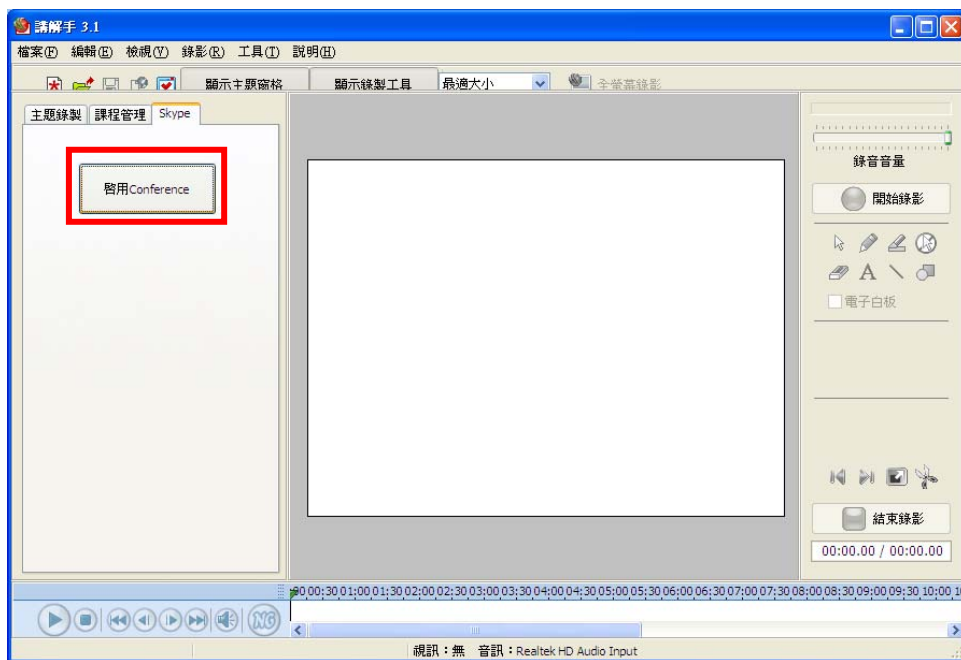 講解手 3.1
檔案(F) 編輯(E) 檢視(V) 錄影(R) 工具(T) 說明(H)
顯示主題窗格 顯示錄製工具 最適大小 全螢幕錄影
主題錄製 課程管理 Skype
啓用Conference
錄音音量
開始錄影
A
電子白板
結束錄影
00:00.00 / 00:00.00
00 00:30 01:00 01:30 02:00 02:30 03:00 03:30 04:00 04:30 05:00 05:30 06:00 06:30 07:00 07:30 08:00 08:30 09:00 09:30 10:00
NG
視訊：無 音訊：Realtek HD Audio Input